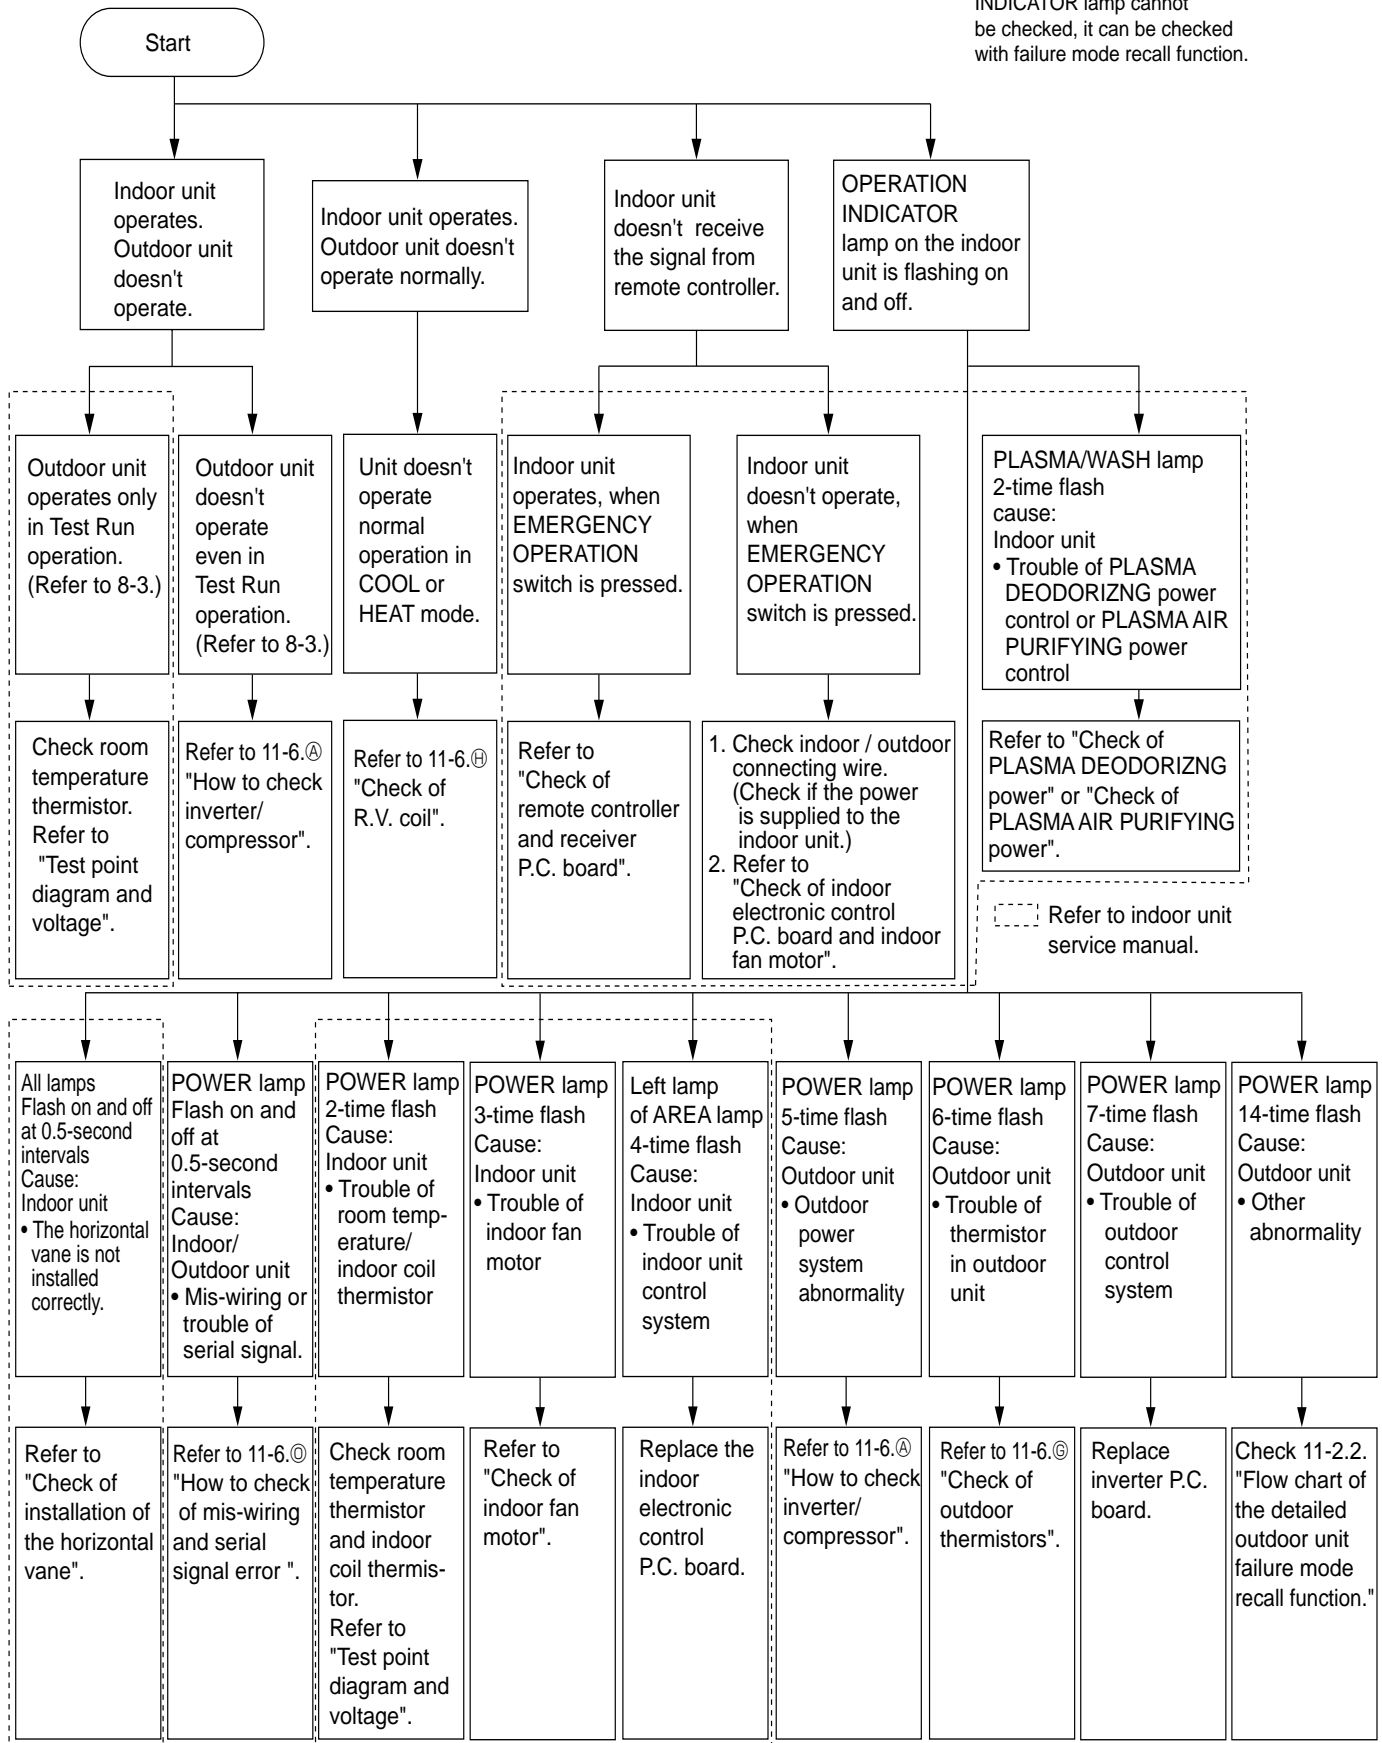 INDICATOR lamp cannot
be checked, it can be checked
with failure mode recall function.
Start
Indoor unit
operates.
Outdoor unit
doesn't
operate.
Indoor unit operates.
Outdoor unit doesn't
operate normally.
Indoor unit
doesn't receive
the signal from
remote controller.
OPERATION
INDICATOR
lamp on the indoor
unit is flashing on
and off.
Outdoor unit
operates only
in Test Run
operation.
(Refer to 8-3.)
Outdoor unit
doesn't
operate
even in
Test Run
operation.
(Refer to 8-3.)
Unit doesn't
operate
normal
operation in
COOL or
HEAT mode.
Indoor unit
operates, when
EMERGENCY
OPERATION
switch is pressed.
Indoor unit
doesn't operate,
when
EMERGENCY
OPERATION
switch is pressed.
PLASMA/WASH lamp
2-time flash
cause:
Indoor unit
• Trouble of PLASMA
DEODORIZNG power
control or PLASMA AIR
PURIFYING power
control
Check room
temperature
thermistor.
Refer to
"Test point
diagram and
voltage".
Refer to 11-6.Ⓐ
"How to check
inverter/
compressor".
Refer to 11-6.Ⓗ
"Check of
R.V. coil".
Refer to
"Check of
remote controller
and receiver
P.C. board".
1. Check indoor / outdoor
connecting wire.
(Check if the power
is supplied to the
indoor unit.)
2. Refer to
"Check of indoor
electronic control
P.C. board and indoor
fan motor".
Refer to "Check of
PLASMA DEODORIZNG
power" or "Check of
PLASMA AIR PURIFYING
power".
Refer to indoor unit
service manual.
All lamps
Flash on and off
at 0.5-second
intervals
Cause:
Indoor unit
• The horizontal
vane is not
installed
correctly.
POWER lamp
Flash on and
off at
0.5-second
intervals
Cause:
Indoor/
Outdoor unit
• Mis-wiring or
trouble of
serial signal.
POWER lamp
2-time flash
Cause:
Indoor unit
• Trouble of
room temp-
erature/
indoor coil
thermistor
POWER lamp
3-time flash
Cause:
Indoor unit
• Trouble of
indoor fan
motor
Left lamp
of AREA lamp
4-time flash
Cause:
Indoor unit
• Trouble of
indoor unit
control
system
POWER lamp
5-time flash
Cause:
Outdoor unit
• Outdoor
power
system
abnormality
POWER lamp
6-time flash
Cause:
Outdoor unit
• Trouble of
thermistor
in outdoor
unit
POWER lamp
7-time flash
Cause:
Outdoor unit
• Trouble of
outdoor
control
system
POWER lamp
14-time flash
Cause:
Outdoor unit
• Other
abnormality
Refer to
"Check of
installation of
the horizontal
vane".
Refer to 11-6.Ⓞ
"How to check
of mis-wiring
and serial
signal error ".
Check room
temperature
thermistor
and indoor
coil thermis-
tor.
Refer to
"Test point
diagram and
voltage".
Refer to
"Check of
indoor fan
motor".
Replace the
indoor
electronic
control
P.C. board.
Refer to 11-6.Ⓐ
"How to check
inverter/
compressor".
Refer to 11-6.Ⓖ
"Check of
outdoor
thermistors".
Replace
inverter P.C.
board.
Check 11-2.2.
"Flow chart of
the detailed
outdoor unit
failure mode
recall function."